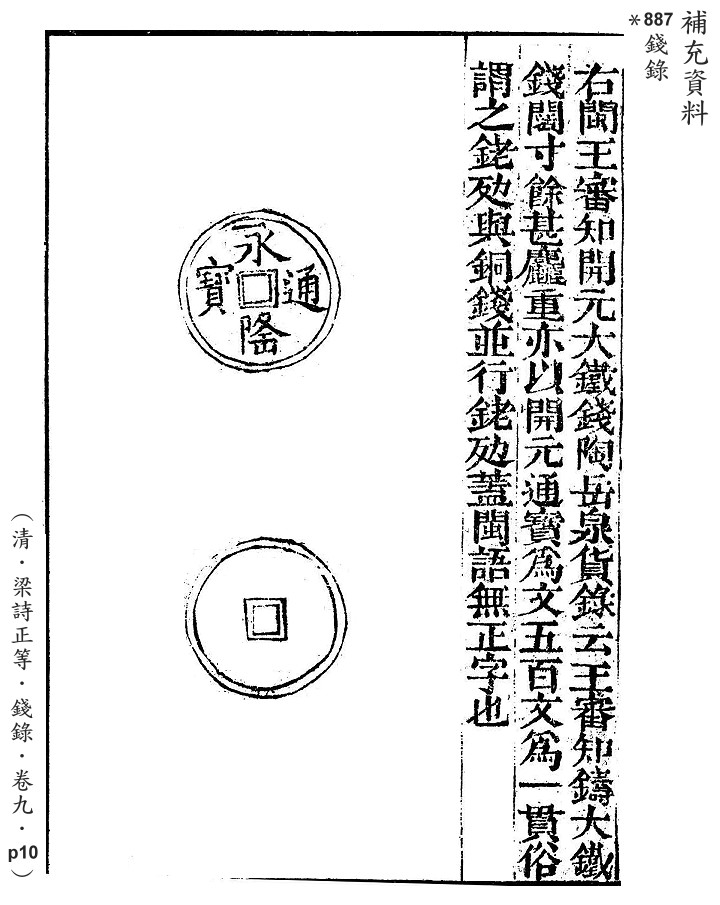 補充資料
*887
錢錄
右閩王審知開元大鐵錢陶岳泉貨錄云王審知鑄大鐵
錢闊寸餘甚麤重亦以開元通寶爲文五百文爲一貫俗
謂之銠與銅錢並行銠蓋閩語無正字也
永隆通寶
(清・梁詩正等・錢錄・卷九・p10)